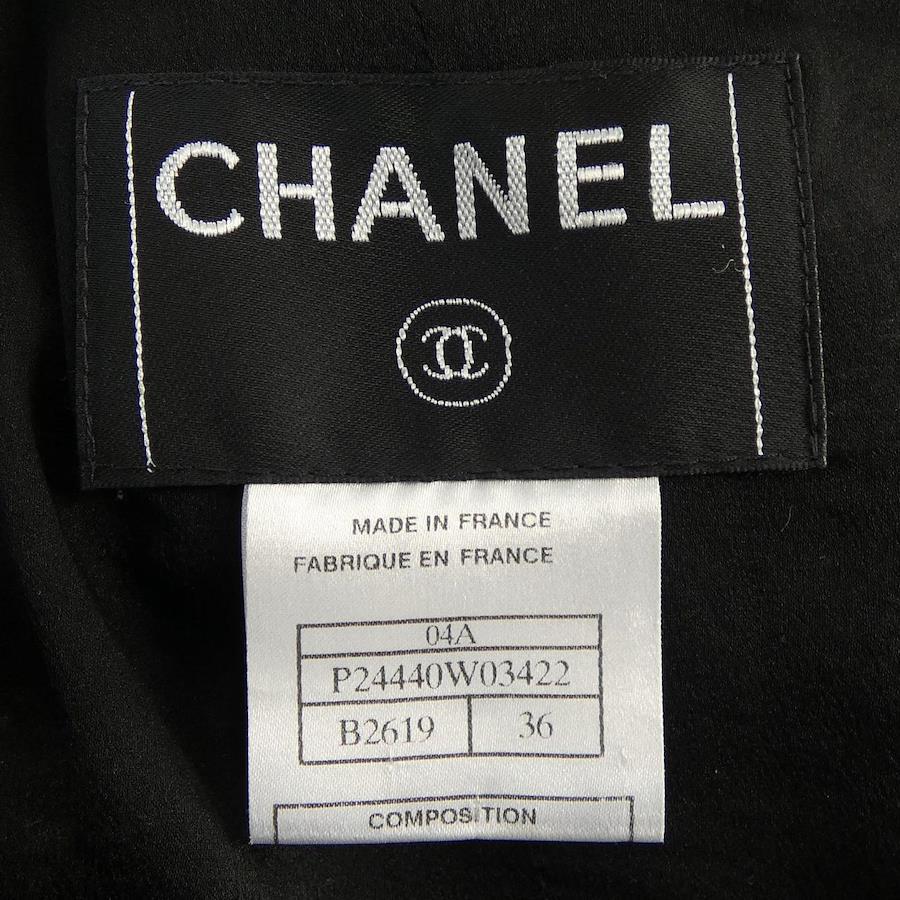 CHANEL
MADE IN FRANCE
FABRIQUE EN FRANCE
04A
P24440W03422
B2619 36
COMPOSITION